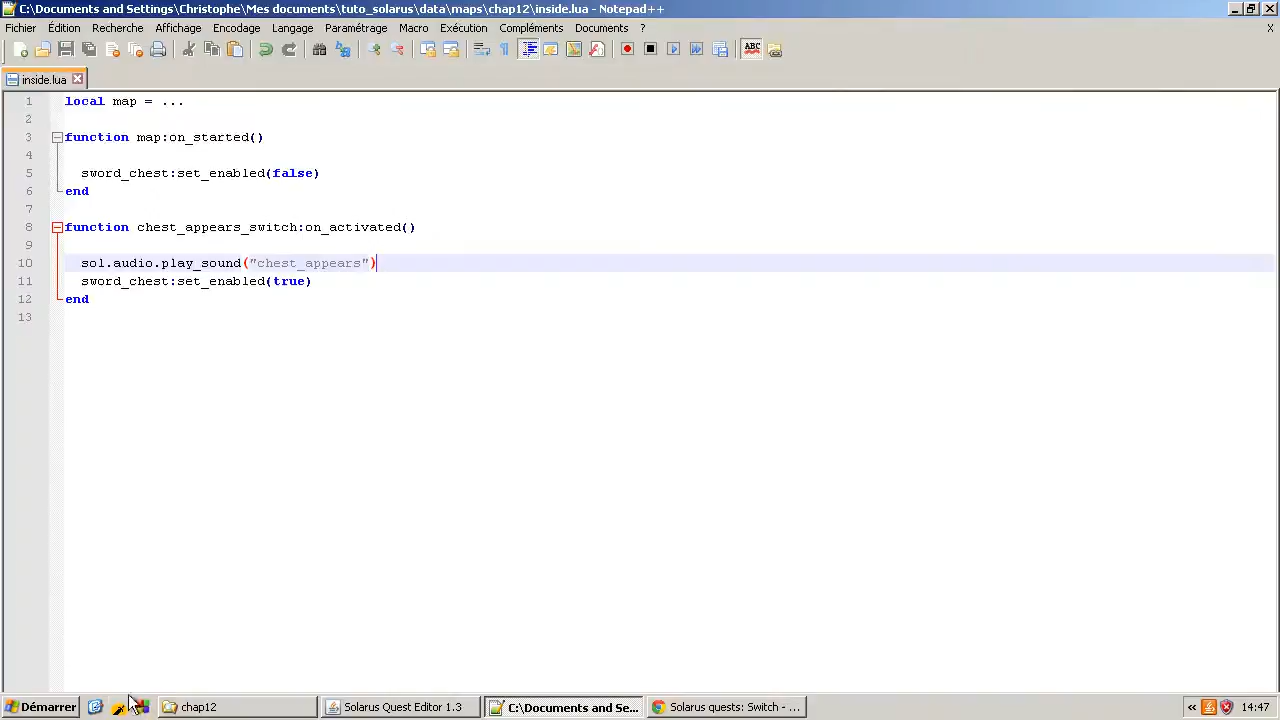 C:\Documents and Settings\Christophe\Mes documents\tuto_solarus\data\maps\chap12\inside.lua - Notepad++
Fichier Édition Recherche Affichage Encodage Langage Paramétrage Macro Exécution Compléments Documents ? X
ABC
inside.lua
1 local map = ...
2
3 function map:on_started()
4
5 sword_chest:set_enabled(false)
6 end
7
8 function chest_appears_switch:on_activated()
9
10 sol.audio.play_sound("chest_appears")
11 sword_chest:set_enabled(true)
12 end
13
Démarrer chap12 Solarus Quest Editor 1.3 C:\Documents and Se... Solarus quests: Switch - ... « 14:47